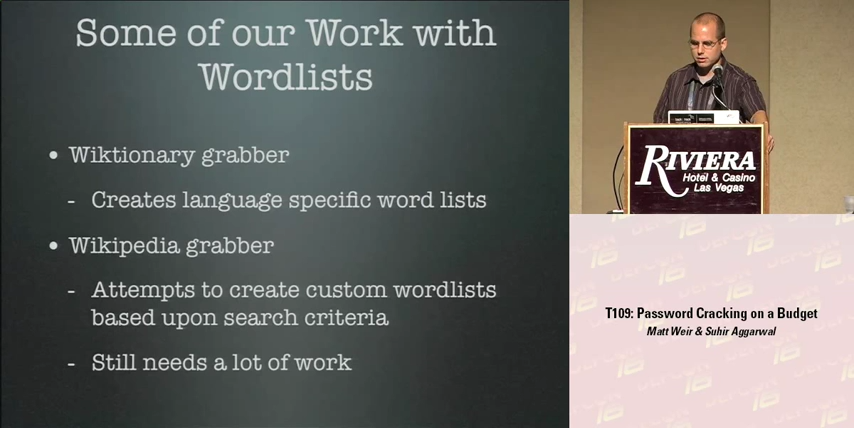 Some of our Work with
Wordlists
• Wiktionary grabber
- Creates language specific word lists
• Wikipedia grabber
- Attempts to create custom wordlists
based upon search criteria
- Still needs a lot of work
RIVIERA
Hotel & Casino
Las Vegas
T109: Password Cracking on a Budget
Matt Weir & Suhir Aggarwal